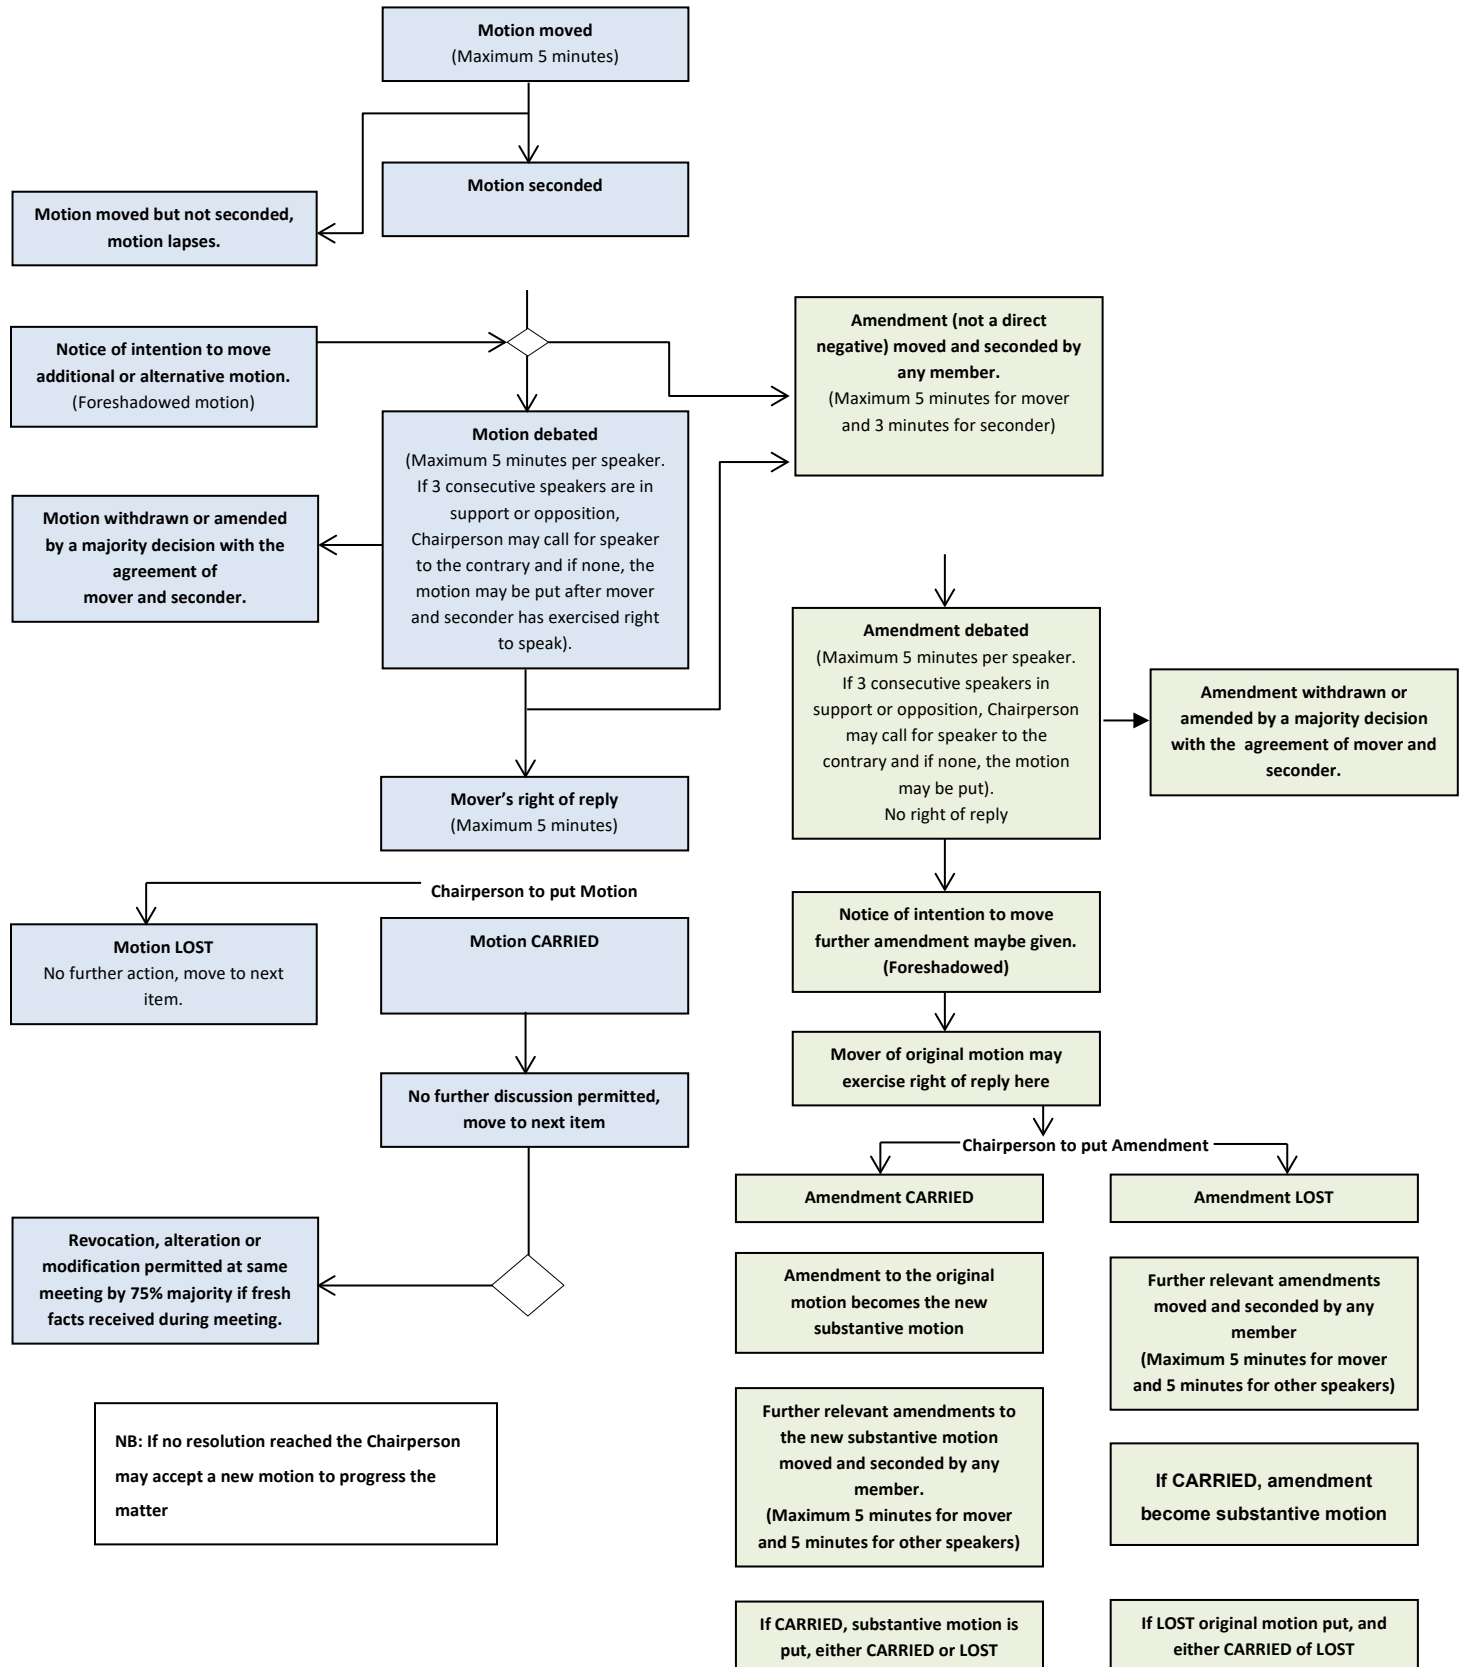 Motion moved
(Maximum 5 minutes)
Motion seconded
Motion moved but not seconded,
motion lapses.
Notice of intention to move
additional or alternative motion.
(Foreshadowed motion)
Amendment (not a direct
negative) moved and seconded by
any member.
(Maximum 5 minutes for mover
and 3 minutes for seconder)
Motion debated
(Maximum 5 minutes per speaker.
If 3 consecutive speakers are in
support or opposition,
Chairperson may call for speaker
to the contrary and if none, the
motion may be put after mover
and seconder has exercised right
to speak).
Motion withdrawn or amended
by a majority decision with the
agreement of
mover and seconder.
Amendment debated
(Maximum 5 minutes per speaker.
If 3 consecutive speakers in
support or opposition, Chairperson
may call for speaker to the
contrary and if none, the motion
may be put).
No right of reply
Amendment withdrawn or
amended by a majority decision
with the  agreement of mover and
seconder.
Mover’s right of reply
(Maximum 5 minutes)
Chairperson to put Motion
Motion LOST
No further action, move to next
item.
Motion CARRIED
Notice of intention to move
further amendment maybe given.
(Foreshadowed)
Mover of original motion may
exercise right of reply here
No further discussion permitted,
move to next item
Chairperson to put Amendment
Amendment CARRIED
Amendment LOST
Revocation, alteration or
modification permitted at same
meeting by 75% majority if fresh
facts received during meeting.
Amendment to the original
motion becomes the new
substantive motion
Further relevant amendments
moved and seconded by any
member
(Maximum 5 minutes for mover
and 5 minutes for other speakers)
Further relevant amendments to
the new substantive motion
moved and seconded by any
member.
(Maximum 5 minutes for mover
and 5 minutes for other speakers)
If CARRIED, amendment
become substantive motion
NB: If no resolution reached the Chairperson
may accept a new motion to progress the
matter
If CARRIED, substantive motion is
put, either CARRIED or LOST
If LOST original motion put, and
either CARRIED of LOST